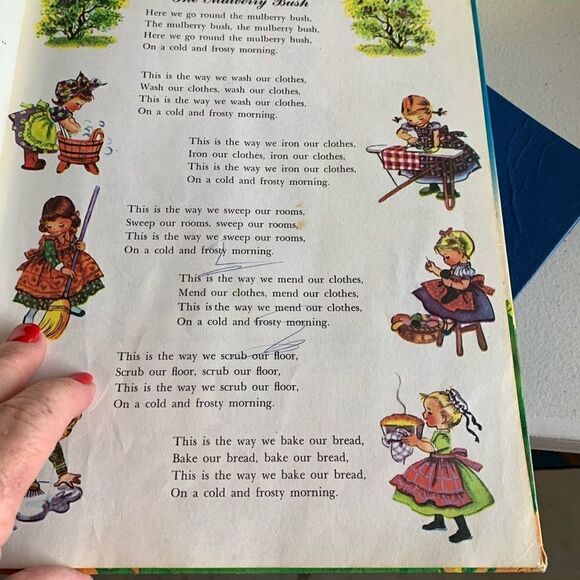 The Mulberry Bush
Here we go round the mulberry bush,
The mulberry bush, the mulberry bush,
Here we go round the mulberry bush,
On a cold and frosty morning.
This is the way we wash our clothes,
Wash our clothes, wash our clothes,
This is the way we wash our clothes,
On a cold and frosty morning.
This is the way we iron our clothes,
Iron our clothes, iron our clothes,
This is the way we iron our clothes,
On a cold and frosty morning.
This is the way we sweep our rooms,
Sweep our rooms, sweep our rooms,
This is the way we sweep our rooms,
On a cold and frosty morning.
This is the way we mend our clothes,
Mend our clothes, mend our clothes,
This is the way we mend our clothes,
On a cold and frosty morning.
This is the way we scrub our floor,
Scrub our floor, scrub our floor,
This is the way we scrub our floor,
On a cold and frosty morning.
This is the way we bake our bread,
Bake our bread, bake our bread,
This is the way we bake our bread,
On a cold and frosty morning.